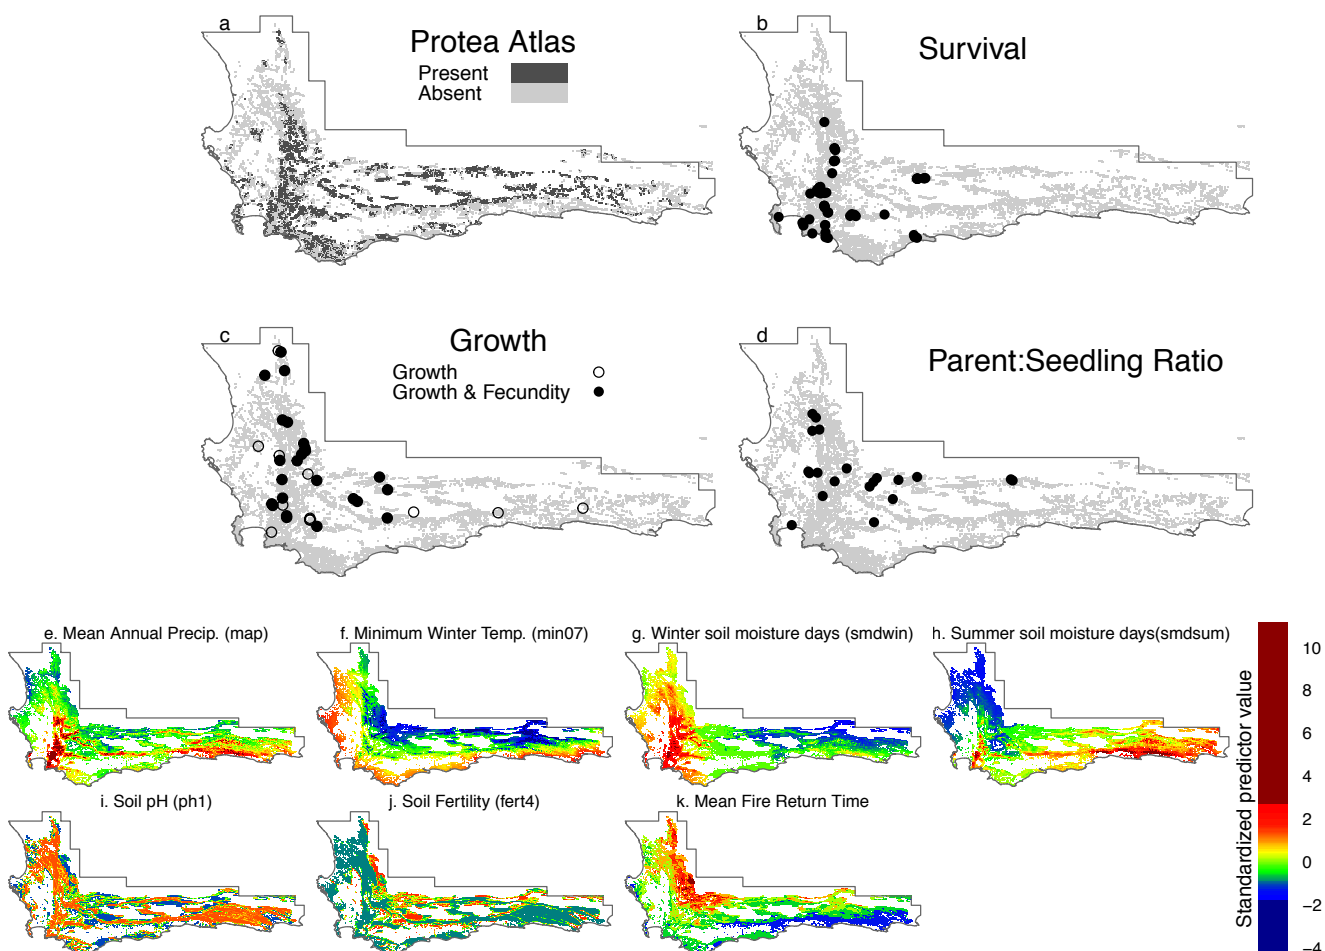 a
Protea Atlas
Present
Absent
b
Survival
c
Growth
Growth
Growth & Fecundity
d
Parent:Seedling Ratio
e. Mean Annual Precip. (map)
f. Minimum Winter Temp. (min07)
g. Winter soil moisture days (smdwin)
h. Summer soil moisture days(smdsum)
i. Soil pH (ph1)
j. Soil Fertility (fert4)
k. Mean Fire Return Time
Standardized predictor value
10
8
6
4
2
0
−2
−4